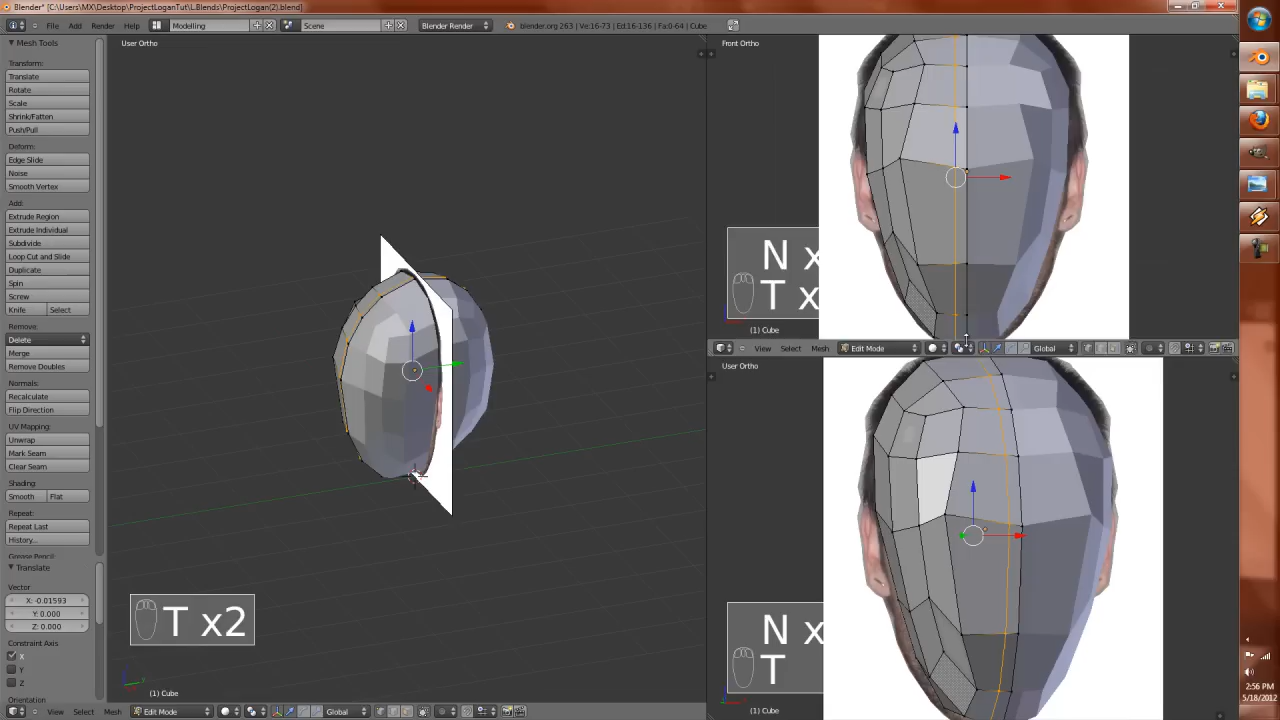 Blender* [C:\Users\MX\Desktop\ProjectLoganTut\LBlends\ProjectLogan(2).blend]
File Add Render Help Modelling Scene Blender Render blender.org 263 | Ve:16-73 | Ed:16-136 | Fa:0-64 | Cube
Mesh Tools
Transform:
Translate
Rotate
Scale
Shrink/Fatten
Push/Pull
Deform:
Edge Slide
Noise
Smooth Vertex
Add:
Extrude Region
Extrude Individual
Subdivide
Loop Cut and Slide
Duplicate
Spin
Screw
Knife Select
Remove:
Delete
Merge
Remove Doubles
Normals:
Recalculate
Flip Direction
UV Mapping:
Unwrap
Mark Seam
Clear Seam
Shading:
Smooth Flat
Repeat:
Repeat Last
History...
Grease Pencil:
Translate
Vector
X: -0.01593
Y: 0.000
Z: 0.000
Constraint Axis
X
Y
Z
Orientation
User Ortho
T x2
(1) Cube
View Select Mesh Edit Mode Global
Front Ortho
N x
T x
(1) Cube
View Select Mesh Edit Mode Global
User Ortho
N x
T
(1) Cube
2:56 PM
5/18/2012